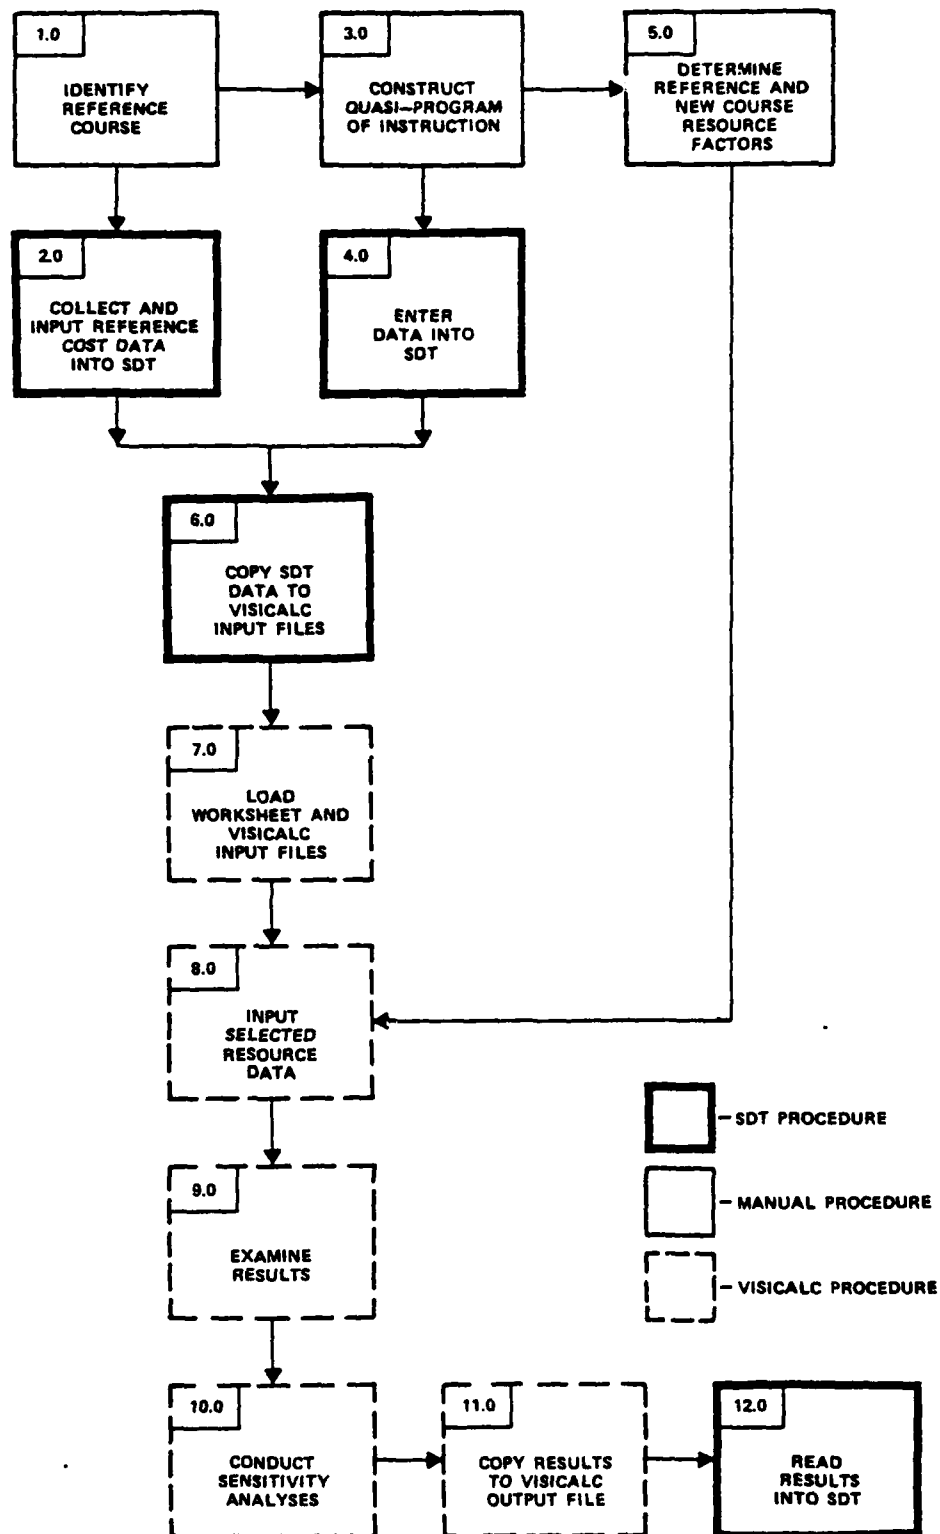 1.0
IDENTIFY
REFERENCE
COURSE
3.0
CONSTRUCT
QUASI-PROGRAM
OF INSTRUCTION
5.0
DETERMINE
REFERENCE AND
NEW COURSE
RESOURCE
FACTORS
2.0
COLLECT AND
INPUT REFERENCE
COST DATA
INTO SDT
4.0
ENTER
DATA INTO
SDT
6.0
COPY SDT
DATA TO
VISICALC
INPUT FILES
7.0
LOAD
WORKSHEET AND
VISICALC
INPUT FILES
8.0
INPUT
SELECTED
RESOURCE
DATA
- SDT PROCEDURE
- MANUAL PROCEDURE
- VISICALC PROCEDURE
9.0
EXAMINE
RESULTS
10.0
CONDUCT
SENSITIVITY
ANALYSES
11.0
COPY RESULTS
TO VISICALC
OUTPUT FILE
12.0
READ
RESULTS
INTO SDT